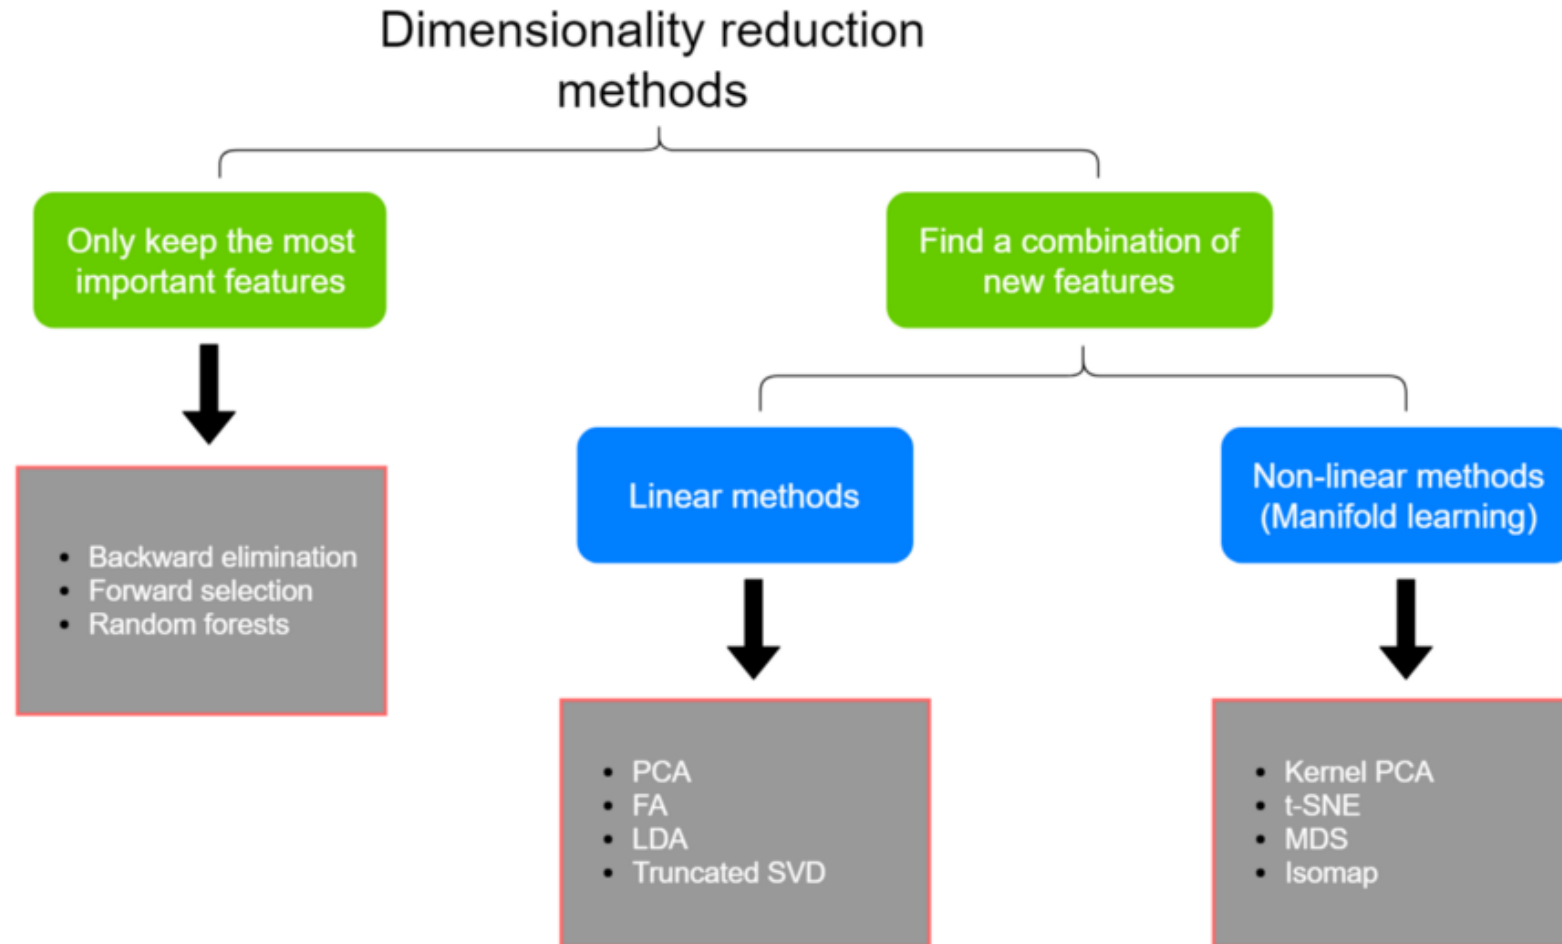 Dimensionality reduction
methods
Only keep the most
important features
Find a combination of
new features
Linear methods
Non-linear methods
(Manifold learning)
• Backward elimination
• Forward selection
• Random forests
• PCA
• FA
• LDA
• Truncated SVD
• Kernel PCA
• t-SNE
• MDS
• Isomap